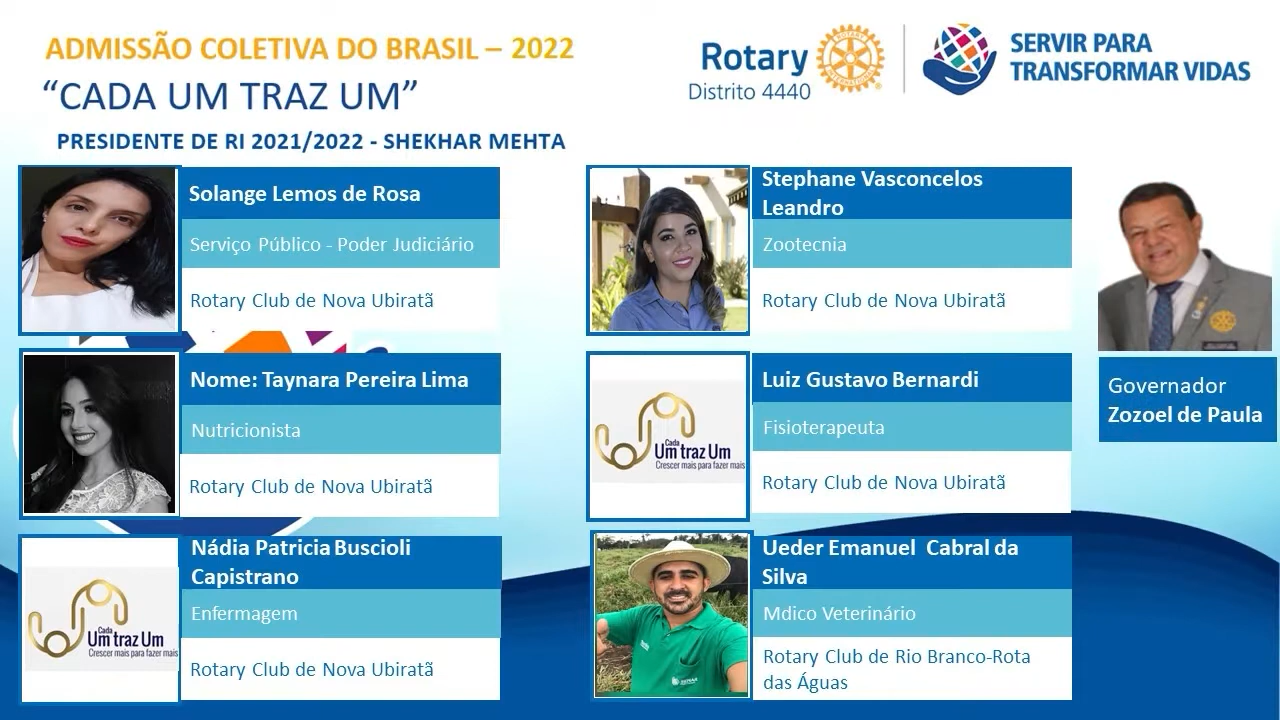 ADMISSÃO COLETIVA DO BRASIL – 2022
“CADA UM TRAZ UM”
PRESIDENTE DE RI 2021/2022 - SHEKHAR MEHTA
Rotary
Distrito 4440
SERVIR PARA
TRANSFORMAR VIDAS
Solange Lemos de Rosa
Serviço Público - Poder Judiciário
Rotary Club de Nova Ubiratã
Stephane Vasconcelos
Leandro
Zootecnia
Rotary Club de Nova Ubiratã
Nome: Taynara Pereira Lima
Nutricionista
Rotary Club de Nova Ubiratã
Cada
Um traz Um
Crescer mais para fazer mais
Luiz Gustavo Bernardi
Fisioterapeuta
Rotary Club de Nova Ubiratã
Governador
Zozoel de Paula
Cada
Um traz Um
Crescer mais para fazer mais
Nádia Patricia Buscioli
Capistrano
Enfermagem
Rotary Club de Nova Ubiratã
Ueder Emanuel  Cabral da
Silva
Mdico Veterinário
Rotary Club de Rio Branco-Rota
das Águas